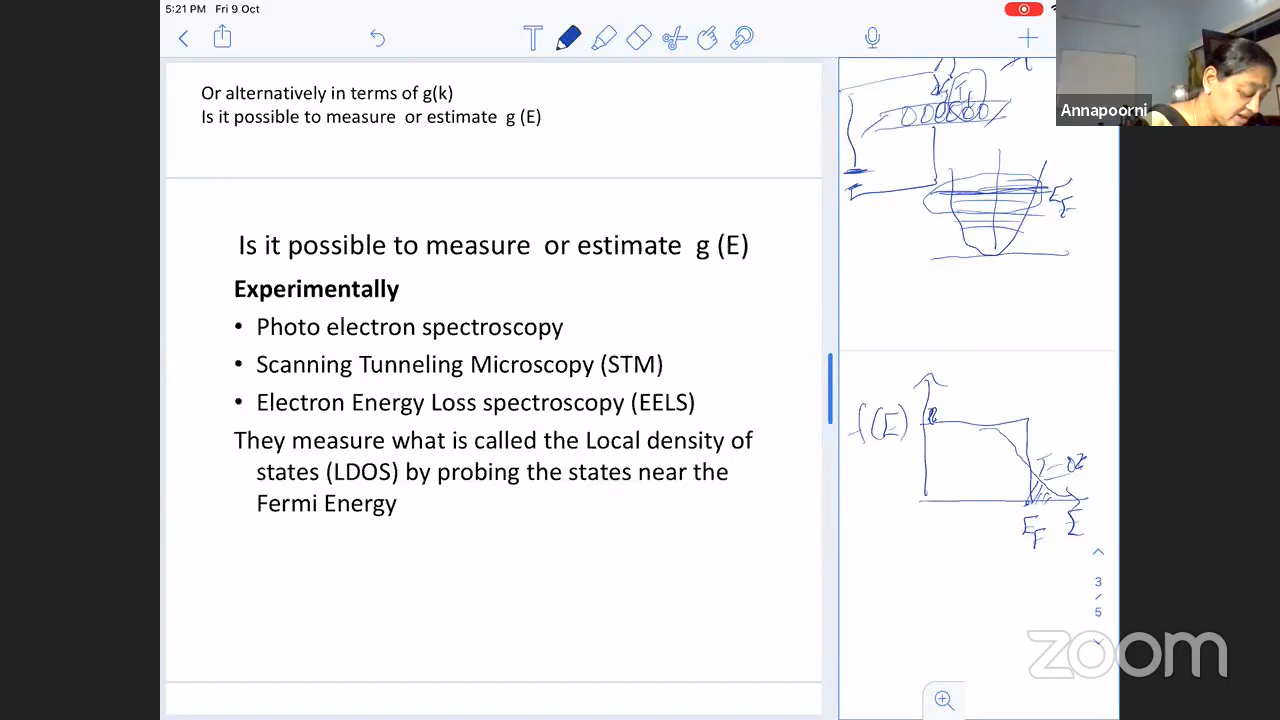 5:21 PM Fri 9 Oct
Or alternatively in terms of g(k)
Is it possible to measure or estimate g (E)
Is it possible to measure or estimate g (E)
Experimentally
• Photo electron spectroscopy
• Scanning Tunneling Microscopy (STM)
• Electron Energy Loss spectroscopy (EELS)
They measure what is called the Local density of
states (LDOS) by probing the states near the
Fermi Energy
Annapoorni
E_F
f(E)
E_F
E
3
/
5
zoom